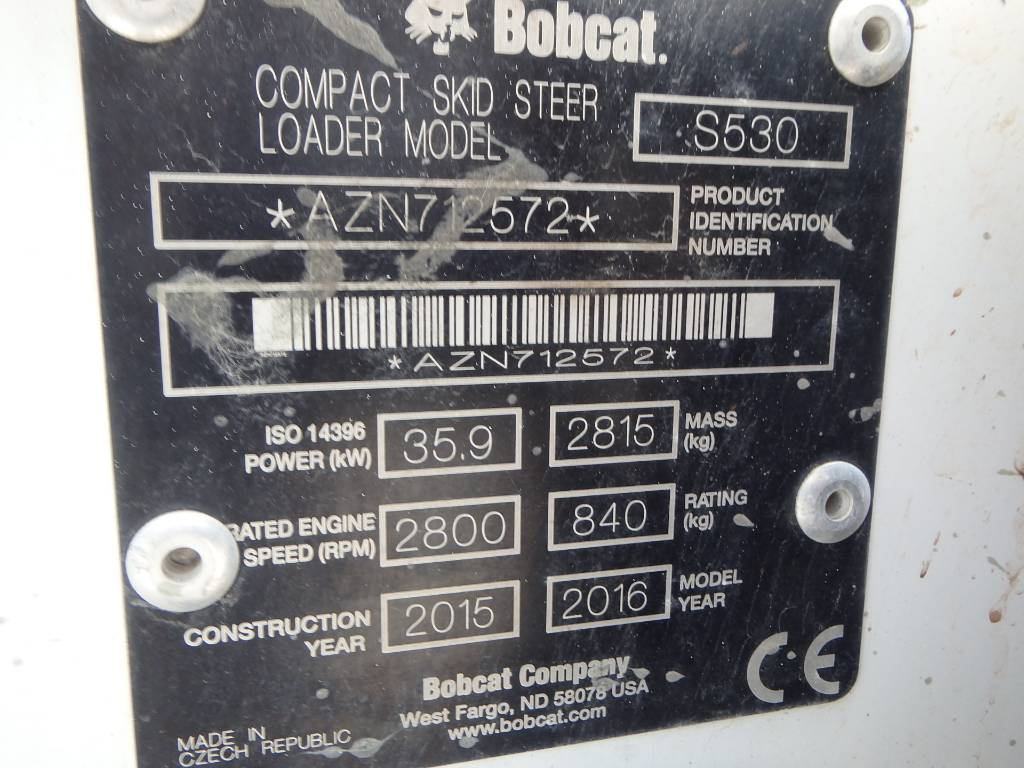 Bobcat.
COMPACT SKID STEER
LOADER MODEL
S530
*AZN712572*
PRODUCT
IDENTIFICATION
NUMBER
*AZN712572*
ISO 14396
POWER (kW)
35.9
2815
MASS
(kg)
RATED ENGINE
SPEED (RPM)
2800
840
RATING
(kg)
CONSTRUCTION
YEAR
2015
2016
MODEL
YEAR
Bobcat Company
West Fargo, ND 58078 USA
www.bobcat.com
MADE IN
CZECH REPUBLIC
CE